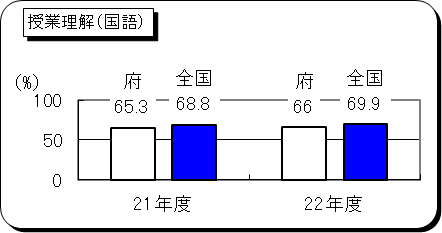 授業理解(国語)
(%)
府 全国 府 全国
100 65.3 68.8 66 69.9
50
0
21年度 22年度